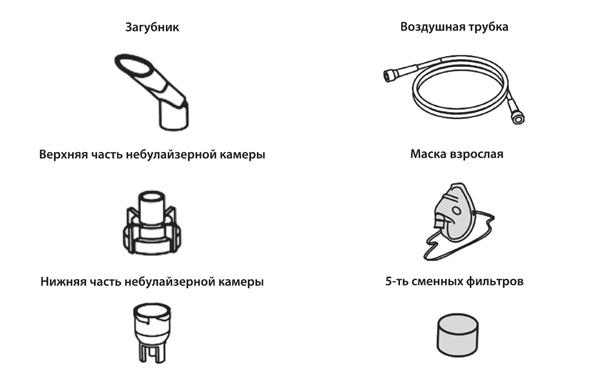 Загубник
Воздушная трубка
Верхняя часть небулайзерной камеры
Маска взрослая
Нижняя часть небулайзерной камеры
5-ть сменных фильтров